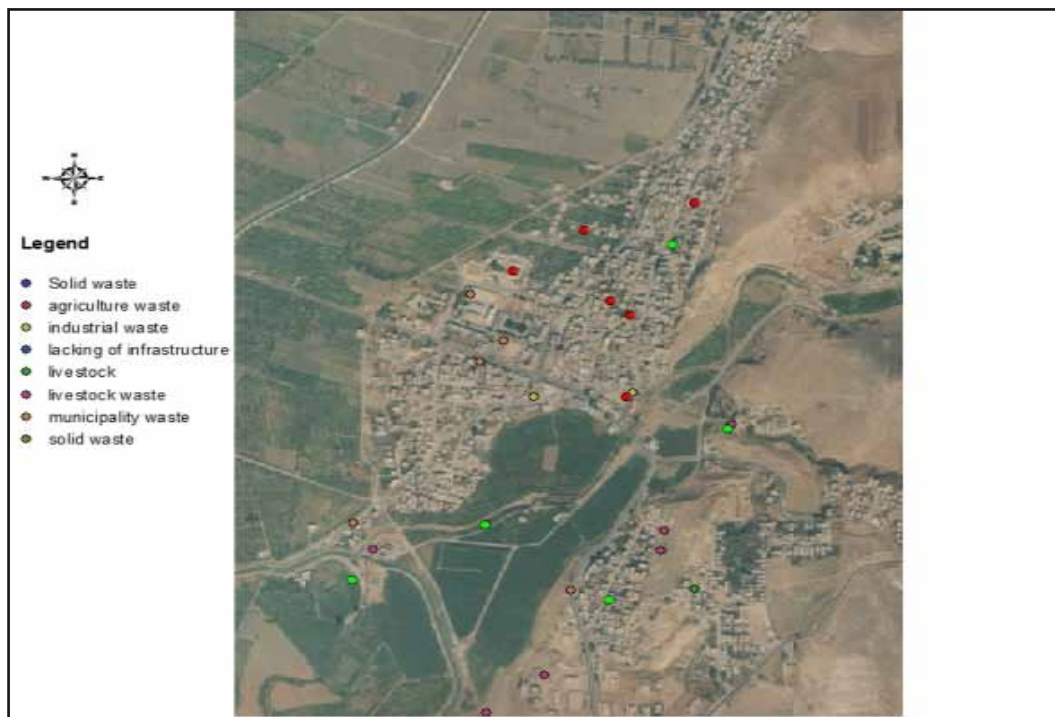 Legend
Solid waste
agriculture waste
industrial waste
lacking of infrastructure
livestock
livestock waste
municipality waste
solid waste